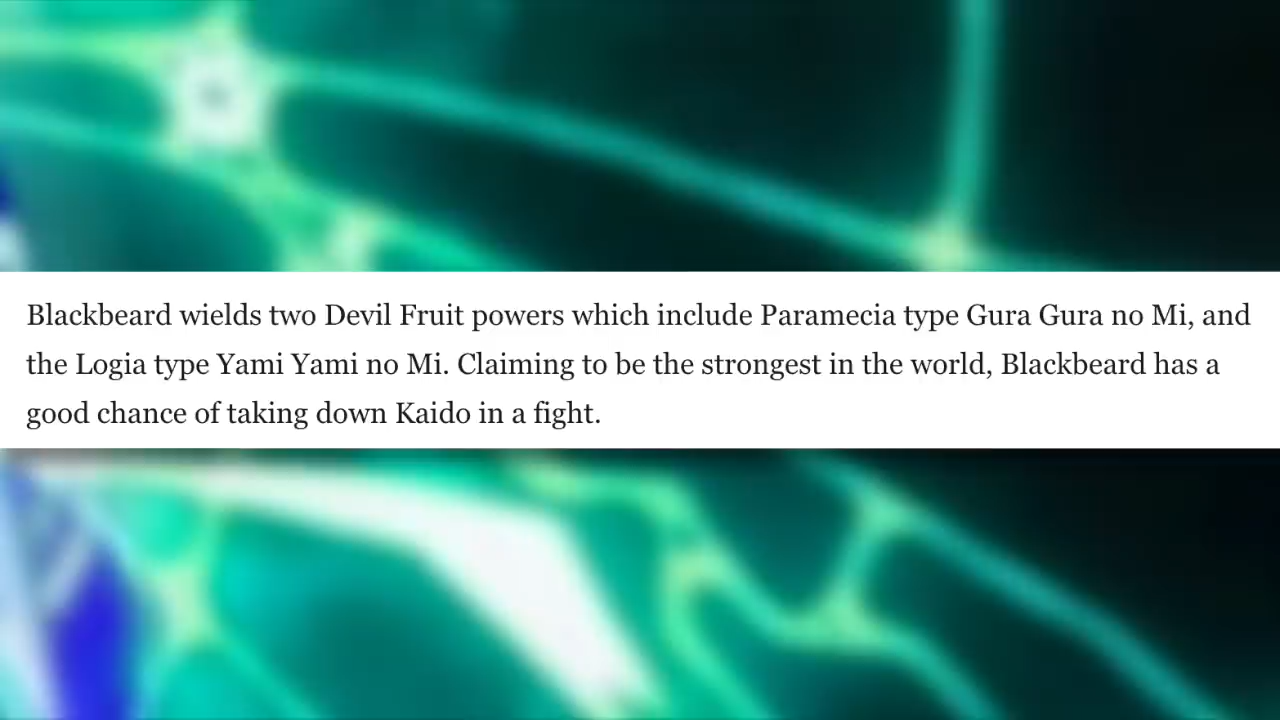 Blackbeard wields two Devil Fruit powers which include Paramecia type Gura Gura no Mi, and
the Logia type Yami Yami no Mi. Claiming to be the strongest in the world, Blackbeard has a
good chance of taking down Kaido in a fight.